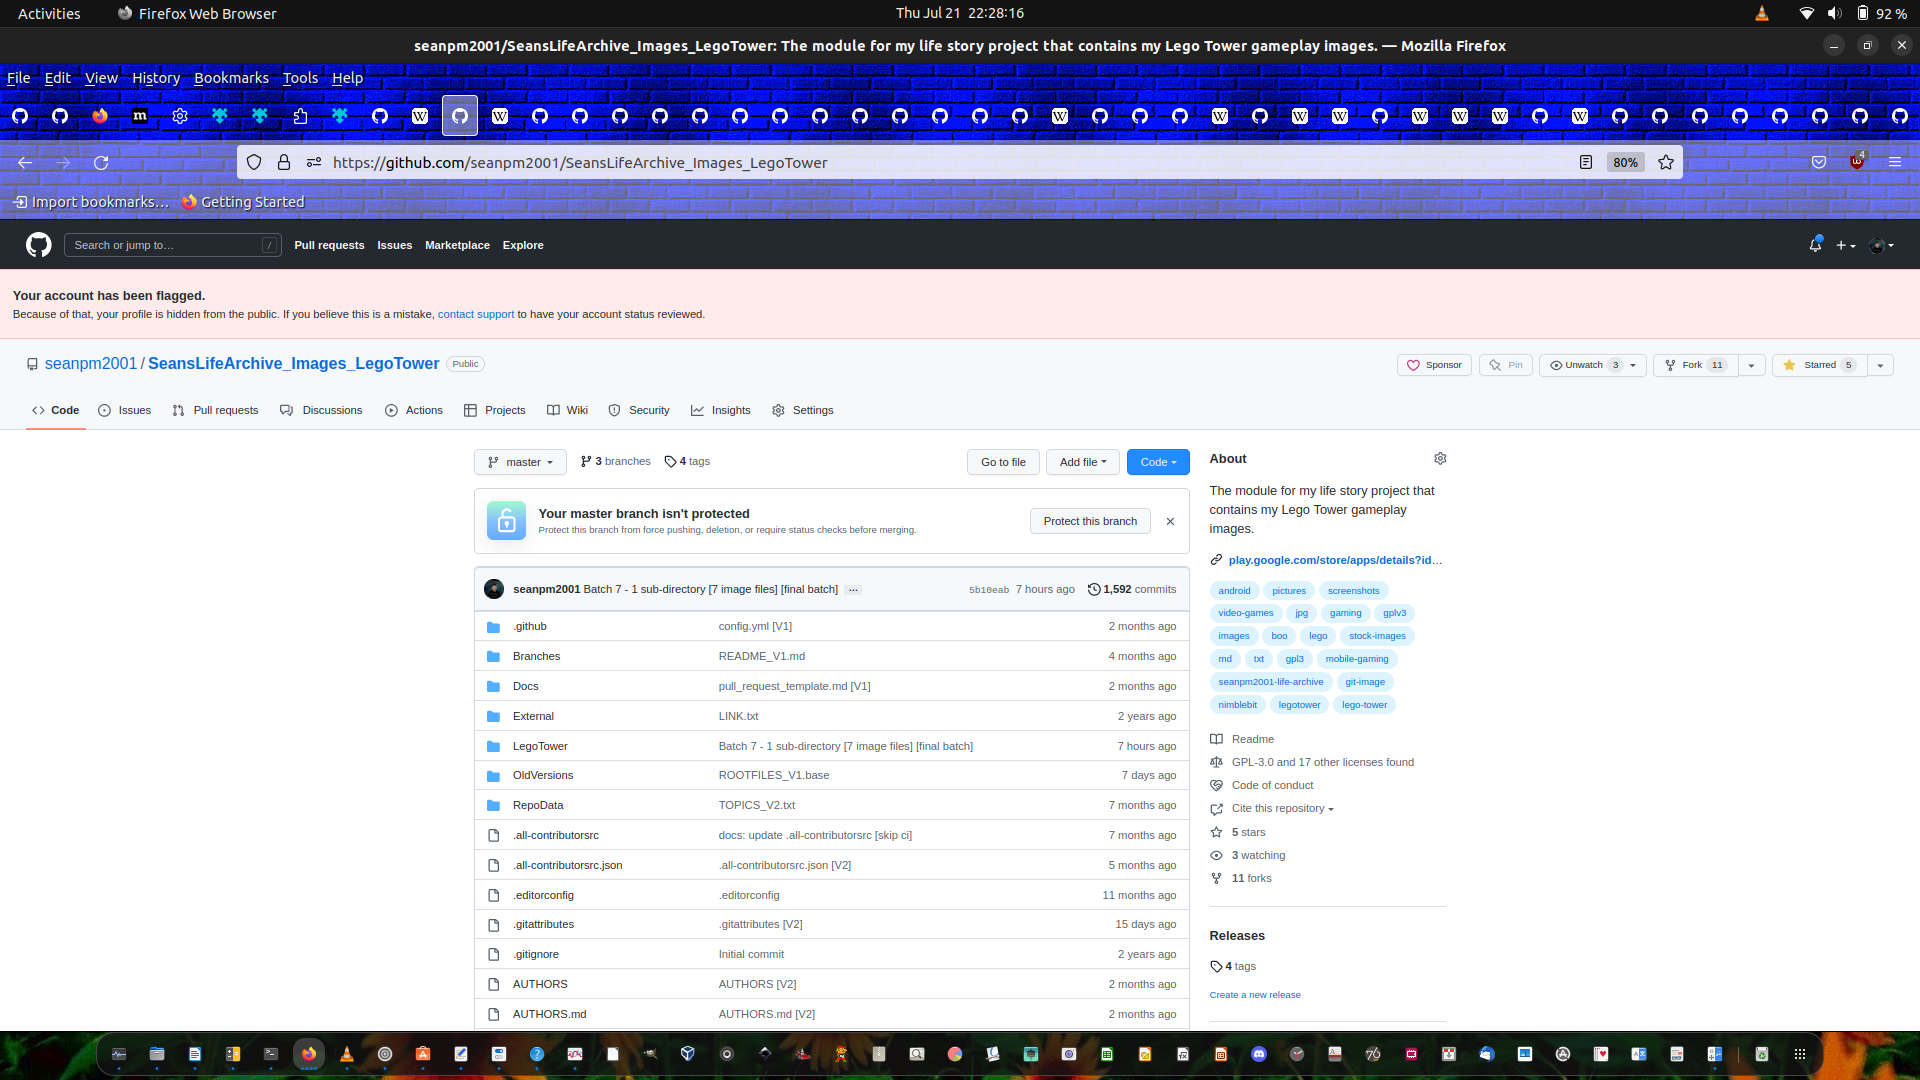 Activities Firefox Web Browser Thu Jul 21 22:28:16 92 %
seanpm2001/SeansLifeArchive_Images_LegoTower: The module for my life story project that contains my Lego Tower gameplay images. — Mozilla Firefox
File Edit View History Bookmarks Tools Help
https://github.com/seanpm2001/SeansLifeArchive_Images_LegoTower 80% 4
Import bookmarks… Getting Started
Search or jump to… / Pull requests Issues Marketplace Explore
Your account has been flagged.
Because of that, your profile is hidden from the public. If you believe this is a mistake, contact support to have your account status reviewed.
seanpm2001 / SeansLifeArchive_Images_LegoTower Public Sponsor Pin Unwatch 3 Fork 11 Starred 5
Code Issues Pull requests Discussions Actions Projects Wiki Security Insights Settings
master 3 branches 4 tags Go to file Add file Code
Your master branch isn't protected
Protect this branch from force pushing, deletion, or require status checks before merging.
Protect this branch
seanpm2001 Batch 7 - 1 sub-directory [7 image files] [final batch] ... 5b10eab 7 hours ago 1,592 commits
.github config.yml [V1] 2 months ago
Branches README_V1.md 4 months ago
Docs pull_request_template.md [V1] 2 months ago
External LINK.txt 2 years ago
LegoTower Batch 7 - 1 sub-directory [7 image files] [final batch] 7 hours ago
OldVersions ROOTFILES_V1.base 7 days ago
RepoData TOPICS_V2.txt 7 months ago
.all-contributorsrc docs: update .all-contributorsrc [skip ci] 7 months ago
.all-contributorsrc.json .all-contributorsrc.json [V2] 5 months ago
.editorconfig .editorconfig 11 months ago
.gitattributes .gitattributes [V2] 15 days ago
.gitignore Initial commit 2 years ago
AUTHORS AUTHORS [V2] 2 months ago
AUTHORS.md AUTHORS.md [V2] 2 months ago
About
The module for my life story project that
contains my Lego Tower gameplay
images.
play.google.com/store/apps/details?id…
android pictures screenshots
video-games jpg gaming gplv3
images boo lego stock-images
md txt gpl3 mobile-gaming
seanpm2001-life-archive git-image
nimblebit legotower lego-tower
Readme
GPL-3.0 and 17 other licenses found
Code of conduct
Cite this repository
5 stars
3 watching
11 forks
Releases
4 tags
Create a new release